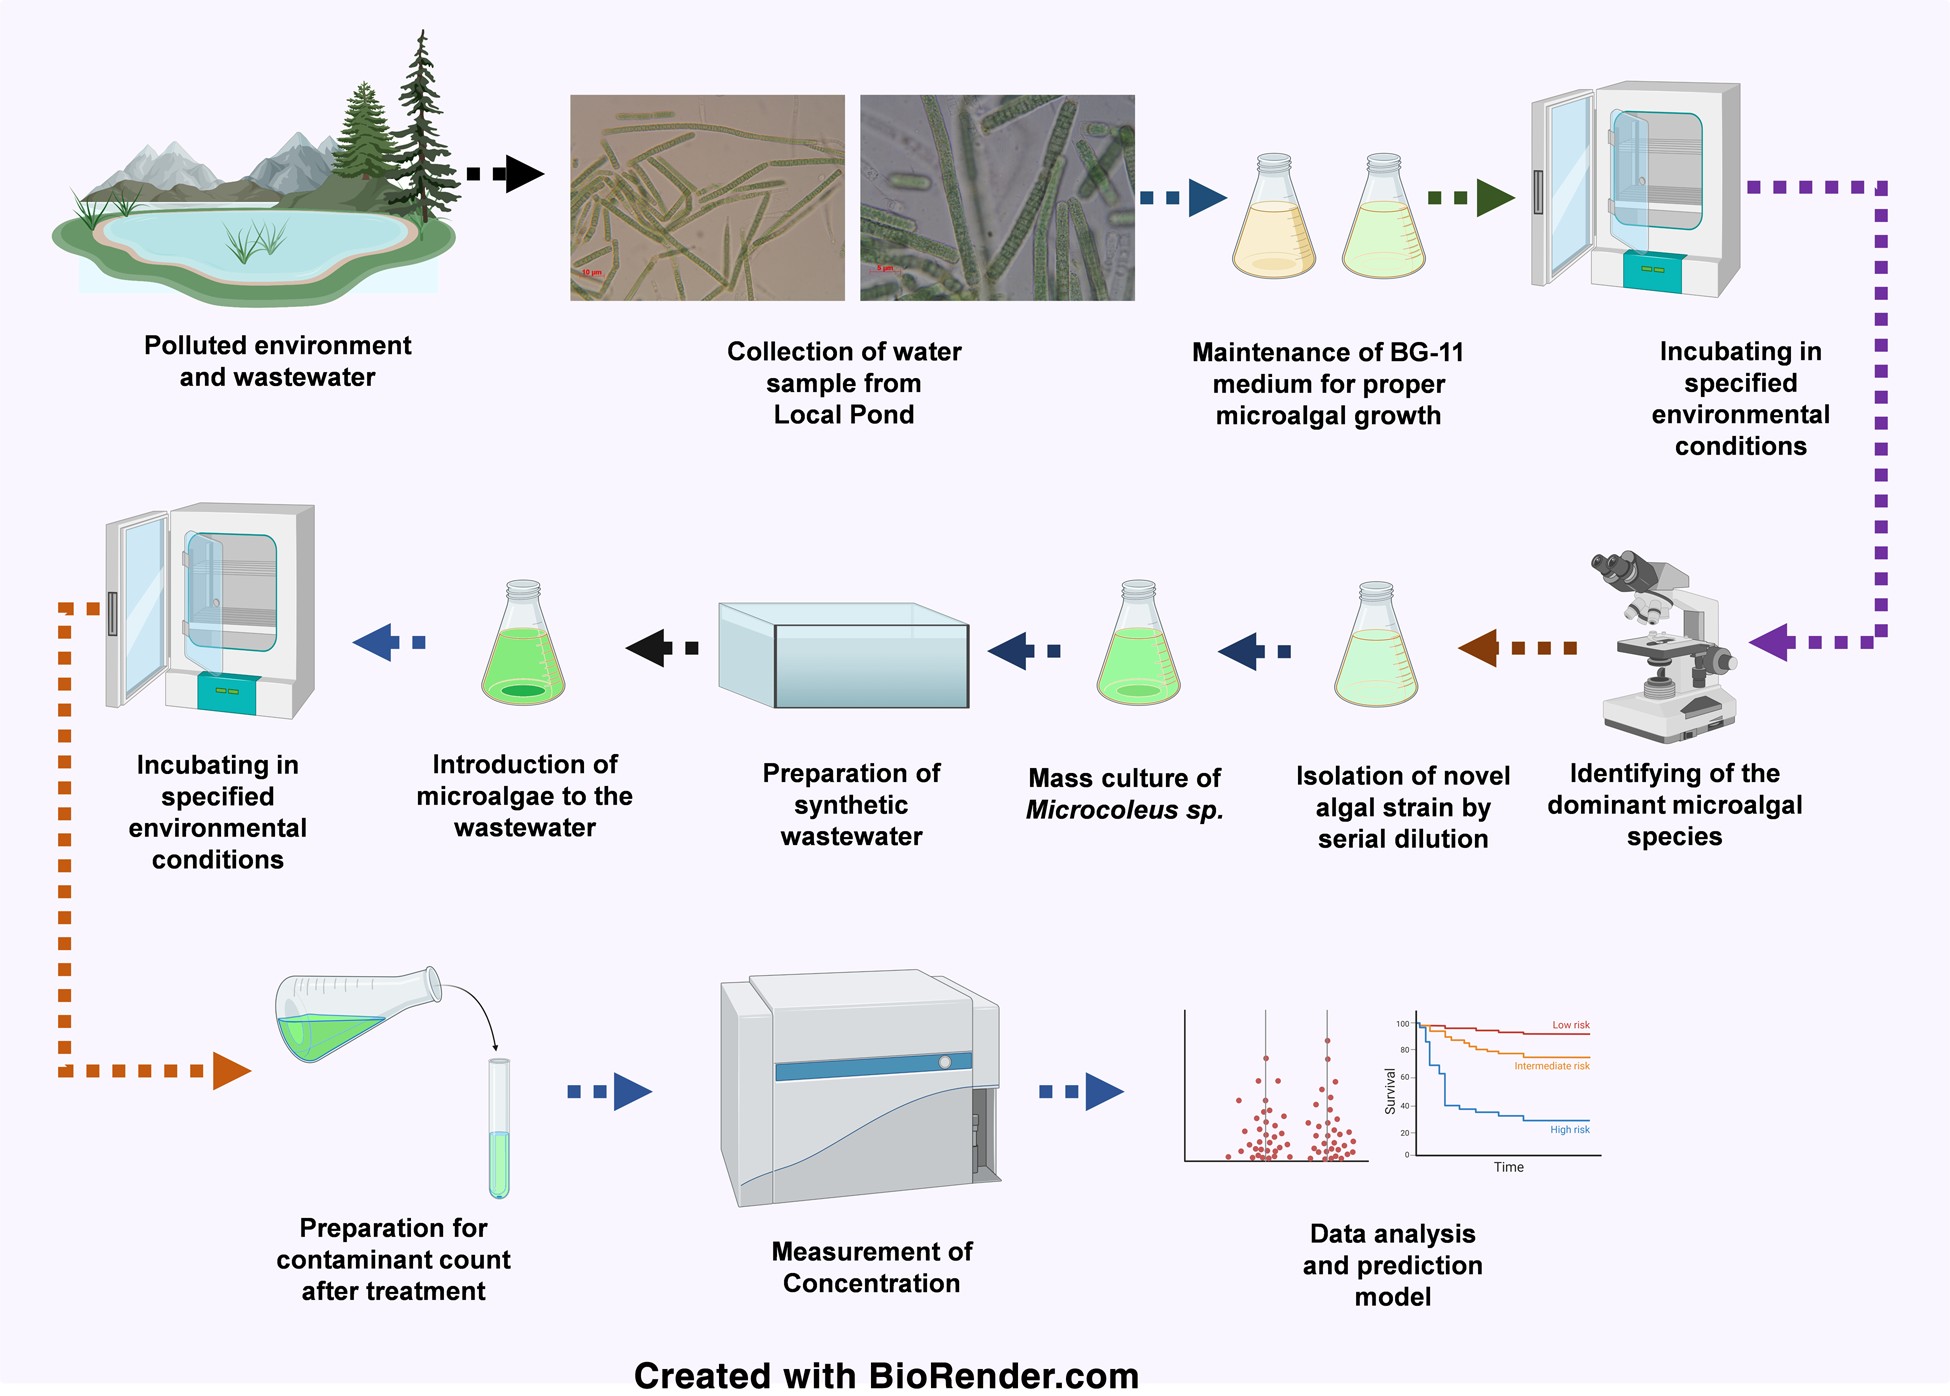 10 µm
5 µm
Polluted environment
and wastewater
Collection of water
sample from
Local Pond
Maintenance of BG-11
medium for proper
microalgal growth
Incubating in
specified
environmental
conditions
Incubating in
specified
environmental
conditions
Introduction of
microalgae to the
wastewater
Preparation of
synthetic
wastewater
Mass culture of
Microcoleus sp.
Isolation of novel
algal strain by
serial dilution
Identifying of the
dominant microalgal
species
Preparation for
contaminant count
after treatment
Measurement of
Concentration
100
80
60
40
20
0
Survival
Low risk
Intermediate risk
High risk
Time
Data analysis
and prediction
model
Created with BioRender.com